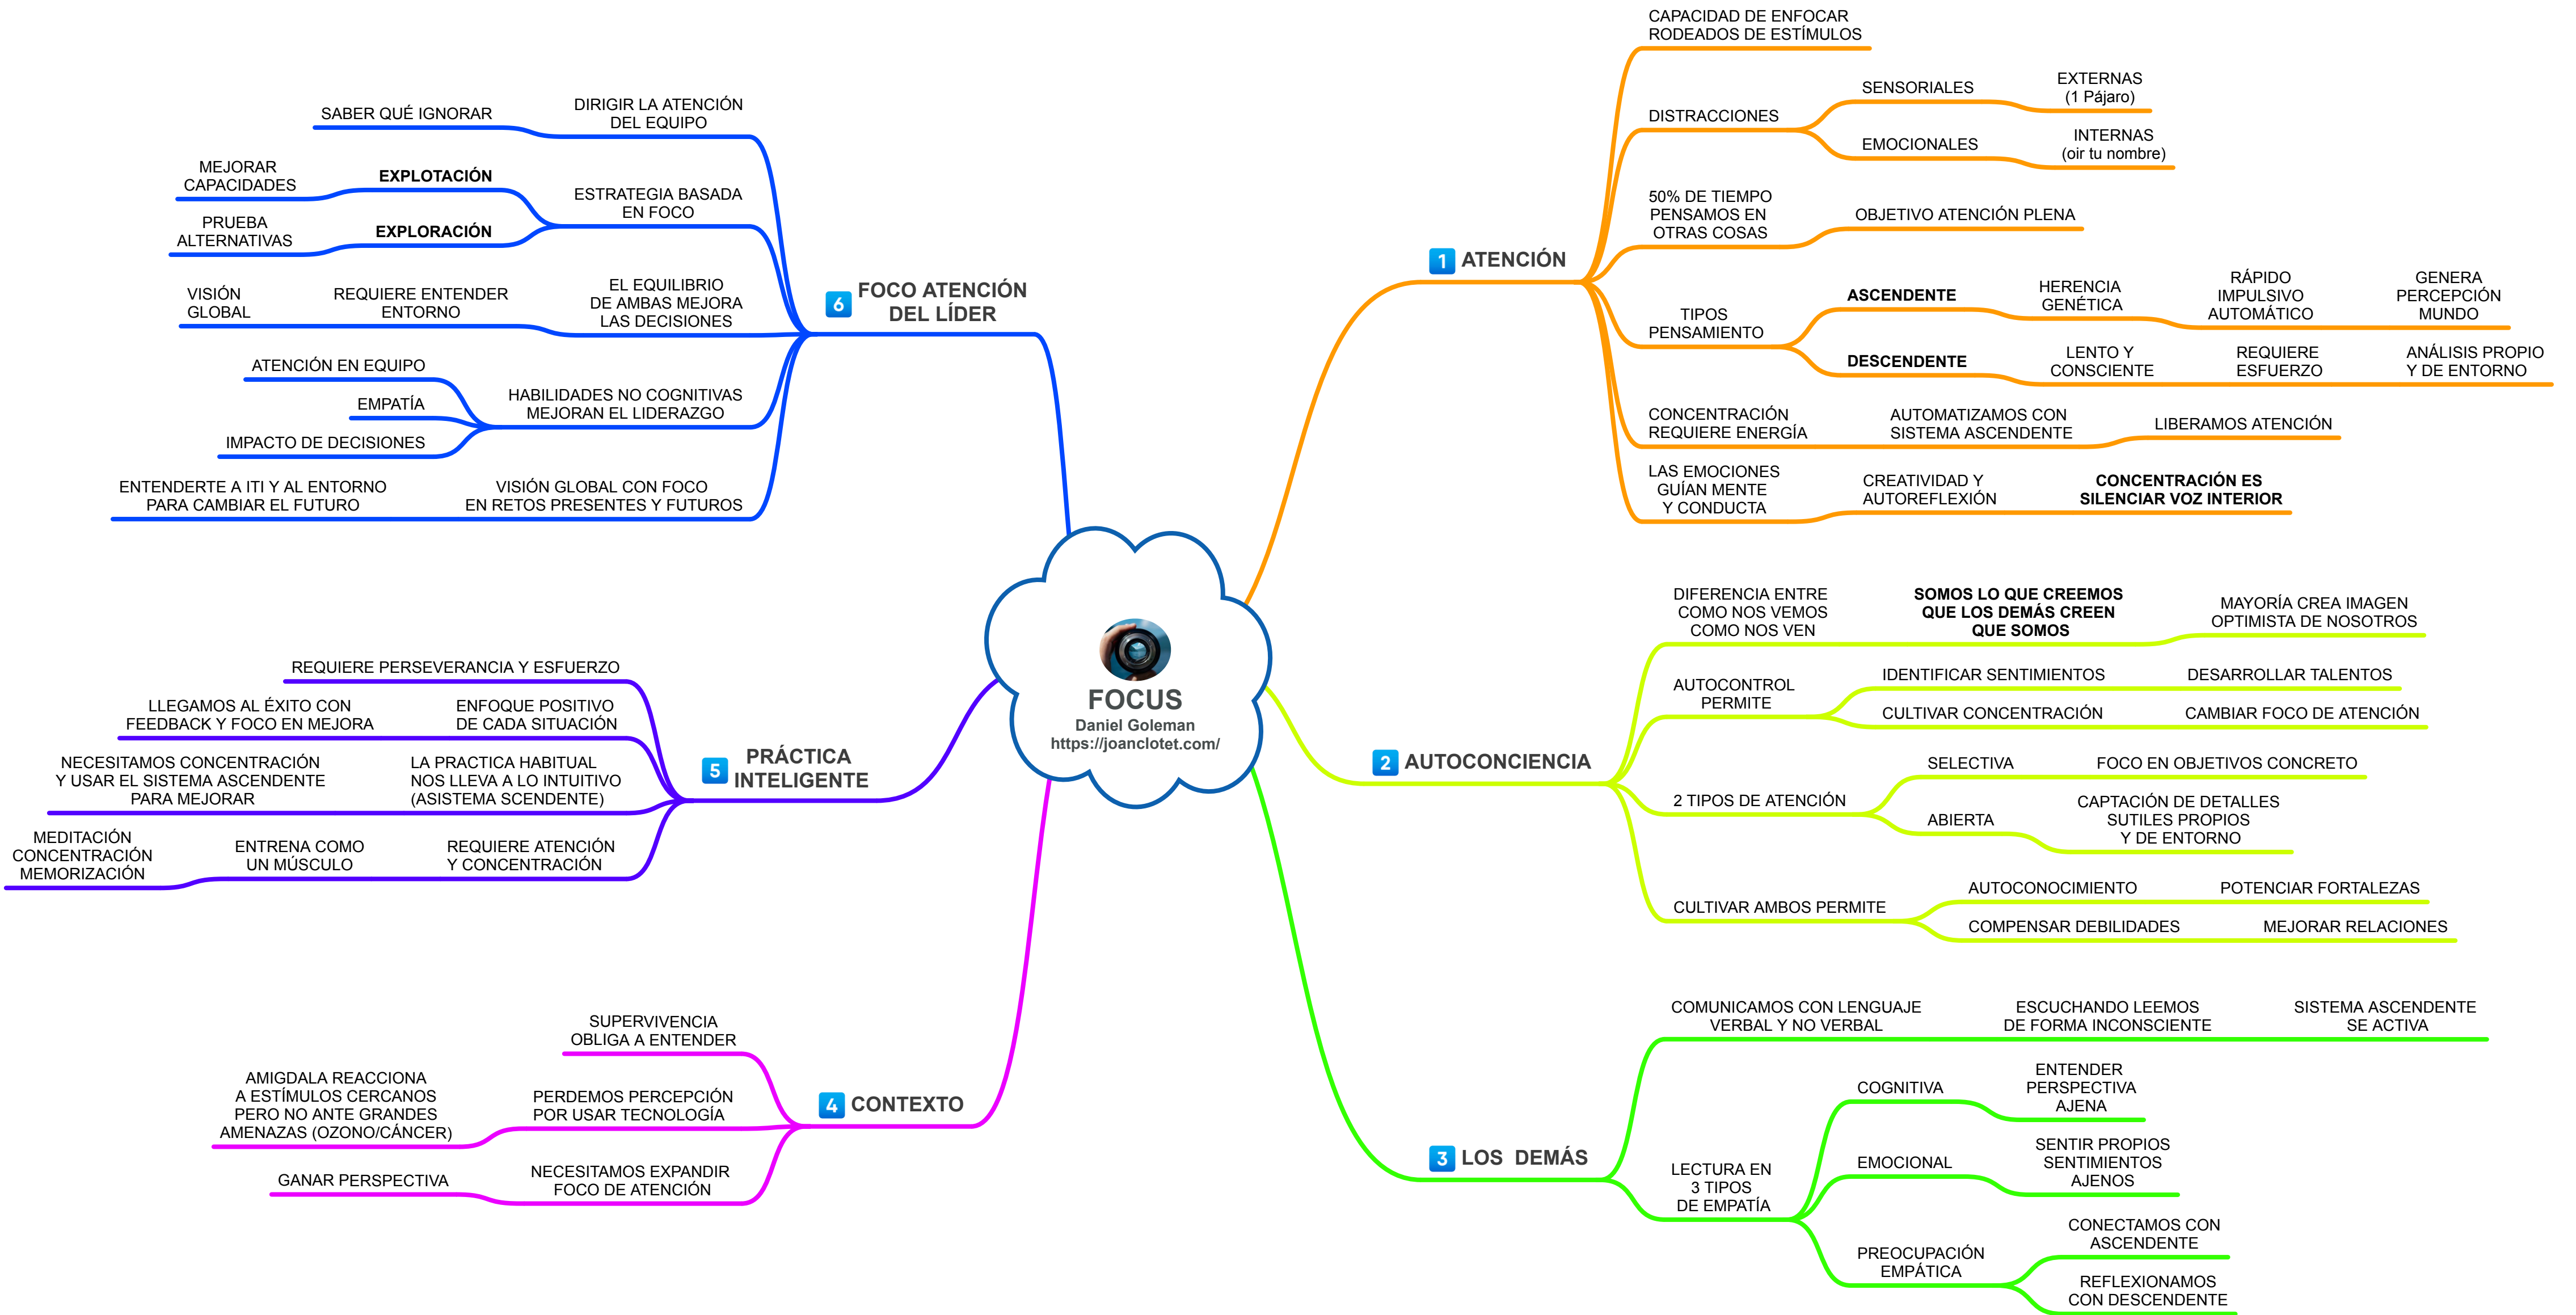 FOCUS
Daniel Goleman
https://joanclotet.com/
1 ATENCIÓN
CAPACIDAD DE ENFOCAR
RODEADOS DE ESTÍMULOS
DISTRACCIONES
SENSORIALES
EXTERNAS
(1 Pájaro)
EMOCIONALES
INTERNAS
(oir tu nombre)
50% DE TIEMPO
PENSAMOS EN
OTRAS COSAS
OBJETIVO ATENCIÓN PLENA
TIPOS
PENSAMIENTO
ASCENDENTE
HERENCIA
GENÉTICA
RÁPIDO
IMPULSIVO
AUTOMÁTICO
GENERA
PERCEPCIÓN
MUNDO
DESCENDENTE
LENTO Y
CONSCIENTE
REQUIERE
ESFUERZO
ANÁLISIS PROPIO
Y DE ENTORNO
CONCENTRACIÓN
REQUIERE ENERGÍA
AUTOMATIZAMOS CON
SISTEMA ASCENDENTE
LIBERAMOS ATENCIÓN
LAS EMOCIONES
GUÍAN MENTE
Y CONDUCTA
CREATIVIDAD Y
AUTOREFLEXIÓN
CONCENTRACIÓN ES
SILENCIAR VOZ INTERIOR
2 AUTOCONCIENCIA
DIFERENCIA ENTRE
COMO NOS VEMOS
COMO NOS VEN
SOMOS LO QUE CREEMOS
QUE LOS DEMÁS CREEN
QUE SOMOS
MAYORÍA CREA IMAGEN
OPTIMISTA DE NOSOTROS
AUTOCONTROL
PERMITE
IDENTIFICAR SENTIMIENTOS
DESARROLLAR TALENTOS
CULTIVAR CONCENTRACIÓN
CAMBIAR FOCO DE ATENCIÓN
2 TIPOS DE ATENCIÓN
SELECTIVA
FOCO EN OBJETIVOS CONCRETO
ABIERTA
CAPTACIÓN DE DETALLES
SUTILES PROPIOS
Y DE ENTORNO
CULTIVAR AMBOS PERMITE
AUTOCONOCIMIENTO
POTENCIAR FORTALEZAS
COMPENSAR DEBILIDADES
MEJORAR RELACIONES
3 LOS DEMÁS
COMUNICAMOS CON LENGUAJE
VERBAL Y NO VERBAL
ESCUCHANDO LEEMOS
DE FORMA INCONSCIENTE
SISTEMA ASCENDENTE
SE ACTIVA
LECTURA EN
3 TIPOS
DE EMPATÍA
COGNITIVA
ENTENDER
PERSPECTIVA
AJENA
EMOCIONAL
SENTIR PROPIOS
SENTIMIENTOS
AJENOS
PREOCUPACIÓN
EMPÁTICA
CONECTAMOS CON
ASCENDENTE
REFLEXIONAMOS
CON DESCENDENTE
4 CONTEXTO
SUPERVIVENCIA
OBLIGA A ENTENDER
PERDEMOS PERCEPCIÓN
POR USAR TECNOLOGÍA
AMIGDALA REACCIONA
A ESTÍMULOS CERCANOS
PERO NO ANTE GRANDES
AMENAZAS (OZONO/CÁNCER)
NECESITAMOS EXPANDIR
FOCO DE ATENCIÓN
GANAR PERSPECTIVA
5 PRÁCTICA
INTELIGENTE
REQUIERE PERSEVERANCIA Y ESFUERZO
ENFOQUE POSITIVO
DE CADA SITUACIÓN
LLEGAMOS AL ÉXITO CON
FEEDBACK Y FOCO EN MEJORA
LA PRACTICA HABITUAL
NOS LLEVA A LO INTUITIVO
(ASISTEMA SCENDENTE)
NECESITAMOS CONCENTRACIÓN
Y USAR EL SISTEMA ASCENDENTE
PARA MEJORAR
REQUIERE ATENCIÓN
Y CONCENTRACIÓN
ENTRENA COMO
UN MÚSCULO
MEDITACIÓN
CONCENTRACIÓN
MEMORIZACIÓN
6 FOCO ATENCIÓN
DEL LÍDER
DIRIGIR LA ATENCIÓN
DEL EQUIPO
SABER QUÉ IGNORAR
ESTRATEGIA BASADA
EN FOCO
EXPLOTACIÓN
MEJORAR
CAPACIDADES
EXPLORACIÓN
PRUEBA
ALTERNATIVAS
EL EQUILIBRIO
DE AMBAS MEJORA
LAS DECISIONES
REQUIERE ENTENDER
ENTORNO
VISIÓN
GLOBAL
HABILIDADES NO COGNITIVAS
MEJORAN EL LIDERAZGO
ATENCIÓN EN EQUIPO
EMPATÍA
IMPACTO DE DECISIONES
VISIÓN GLOBAL CON FOCO
EN RETOS PRESENTES Y FUTUROS
ENTENDERTE A ITI Y AL ENTORNO
PARA CAMBIAR EL FUTURO